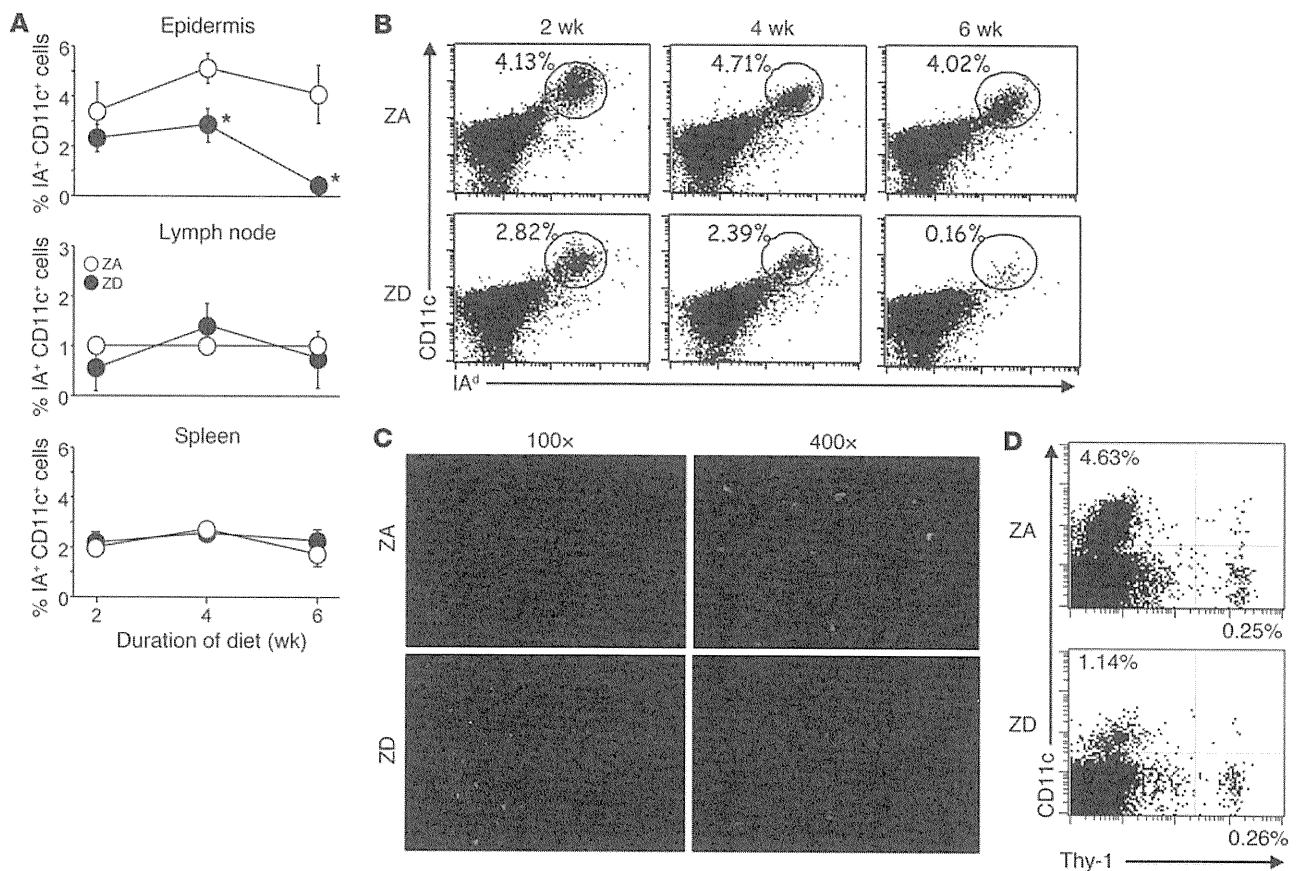 A
Epidermis
6
4
2
0
% IA⁺ CD11c⁺ cells
*
*
Lymph node
3
2
1
0
% IA⁺ CD11c⁺ cells
ZA
ZD
Spleen
6
4
2
0
% IA⁺ CD11c⁺ cells
2
4
6
Duration of diet (wk)
B
2 wk
4 wk
6 wk
ZA
4.13%
4.71%
4.02%
ZD
2.82%
2.39%
0.16%
CD11c
IAᵈ
C
100×
400×
ZA
ZD
D
ZA
4.63%
0.25%
ZD
1.14%
0.26%
CD11c
Thy-1